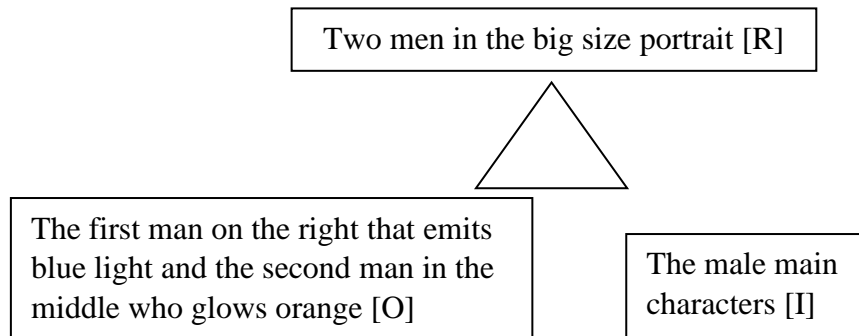 Two men in the big size portrait [R]
The first man on the right that emits
blue light and the second man in the
middle who glows orange [O]
The male main
characters [I]